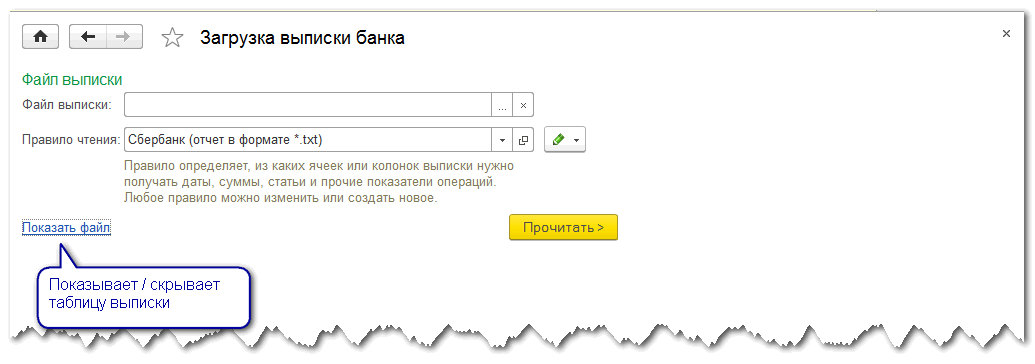 Загрузка выписки банка
Файл выписки
Файл выписки:
...
Правило чтения: Сбербанк (отчет в формате *.txt)
Правило определяет, из каких ячеек или колонок выписки нужно
получать даты, суммы, статьи и прочие показатели операций.
Любое правило можно изменить или создать новое.
Показать файл
Прочитать >
Показывает / скрывает
таблицу выписки